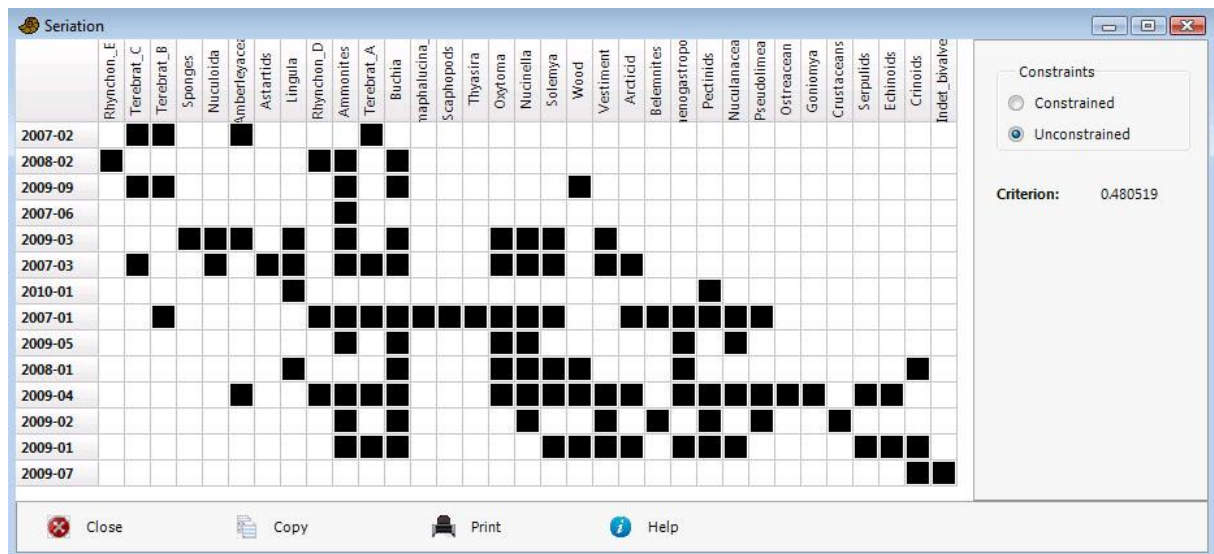 Seriation
Rhynchon_E
Terebrat_C
Terebrat_B
Sponges
Nuculoida
Amberleyacea
Astartids
Lingula
Rhynchon_D
Ammonites
Terebrat_A
Buchia
naphalucina_
Scaphopods
Thyasira
Oxytoma
Nucinella
Solemya
Wood
Vestiment
Arcticid
Belemnites
aenogastropo
Pectinids
Nuculanacea
Pseudolimea
Ostreacean
Goniomya
Crustaceans
Serpulids
Echinoids
Crinoids
Indet_bivalve
2007-02
2008-02
2009-09
2007-06
2009-03
2007-03
2010-01
2007-01
2009-05
2008-01
2009-04
2009-02
2009-01
2009-07
Constraints
Constrained
Unconstrained
Criterion: 0.480519
Close Copy Print Help